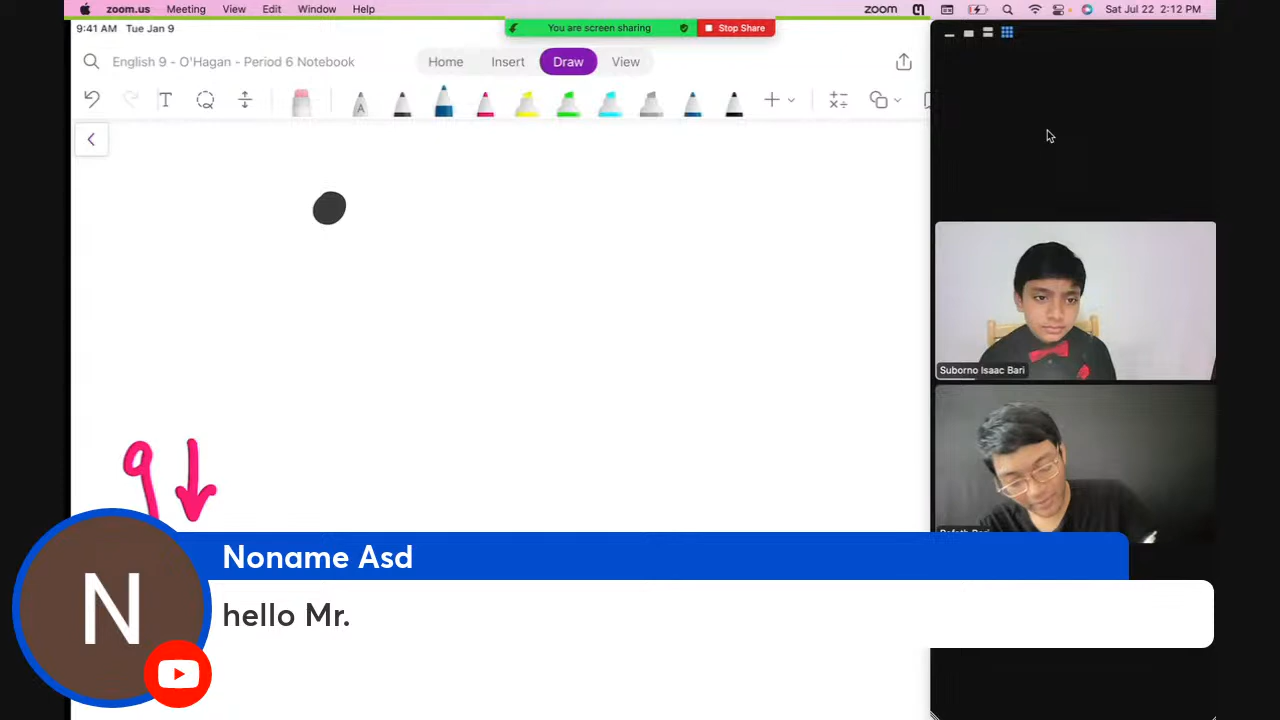 zoom.us Meeting View Edit Window Help
zoom
Sat Jul 22 2:12 PM
9:41 AM Tue Jan 9
You are screen sharing
Stop Share
English 9 - O'Hagan - Period 6 Notebook
Home Insert Draw View
T
A
g
Suborno Isaac Bari
N
Noname Asd
hello Mr.